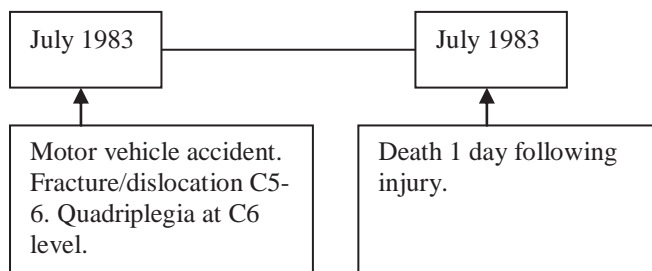 July 1983
July 1983
Motor vehicle accident.
Fracture/dislocation C5-
6. Quadriplegia at C6
level.
Death 1 day following
injury.